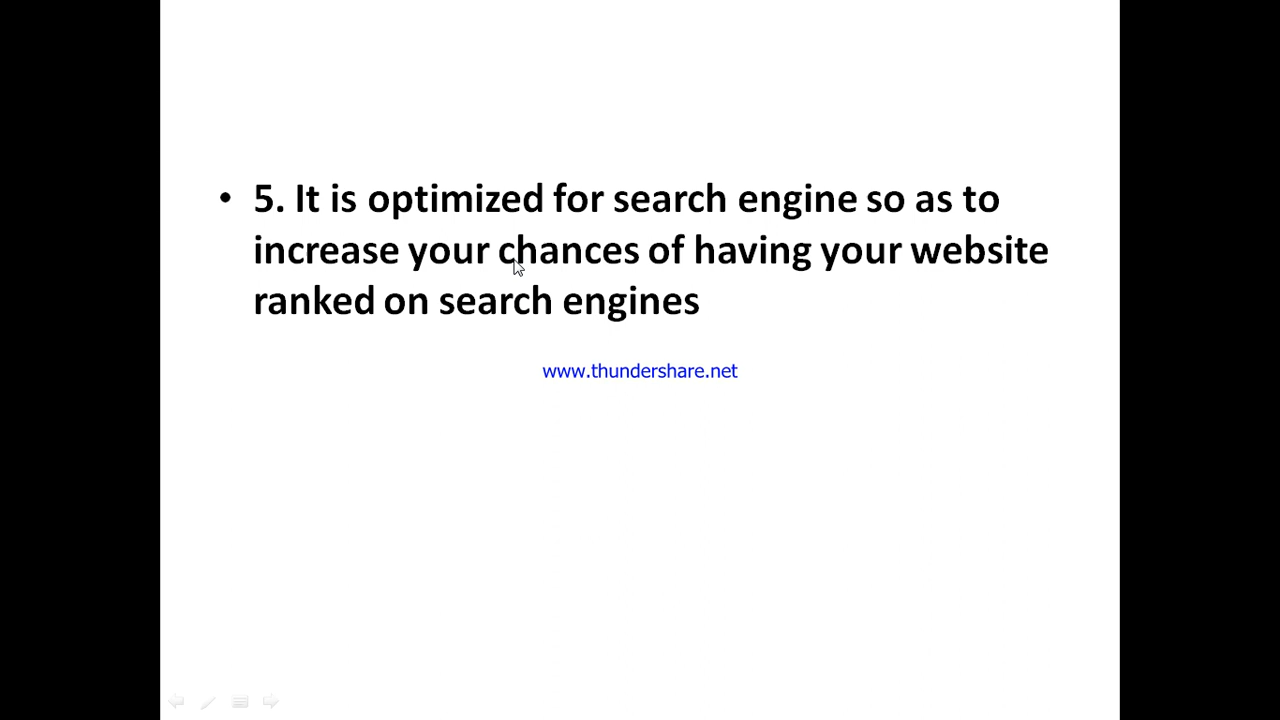 • 5. It is optimized for search engine so as to
increase your chances of having your website
ranked on search engines
www.thundershare.net